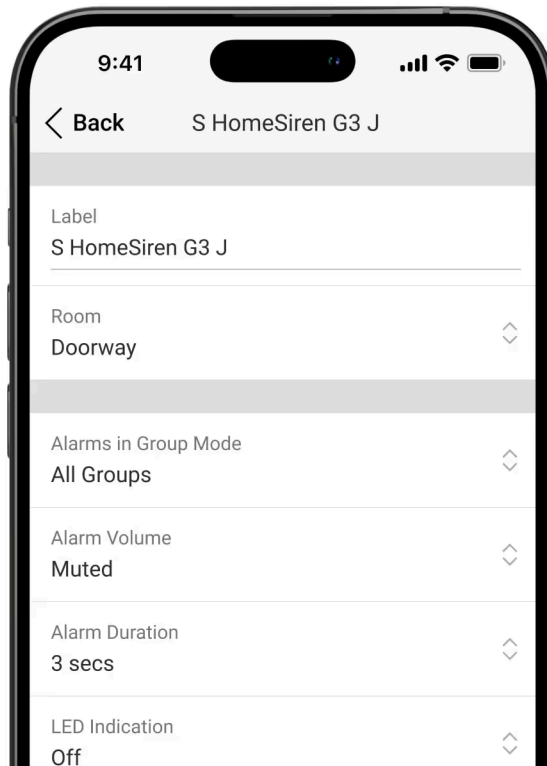 9:41
Back
S HomeSiren G3 J
Label
S HomeSiren G3 J
Room
Doorway
Alarms in Group Mode
All Groups
Alarm Volume
Muted
Alarm Duration
3 secs
LED Indication
Off